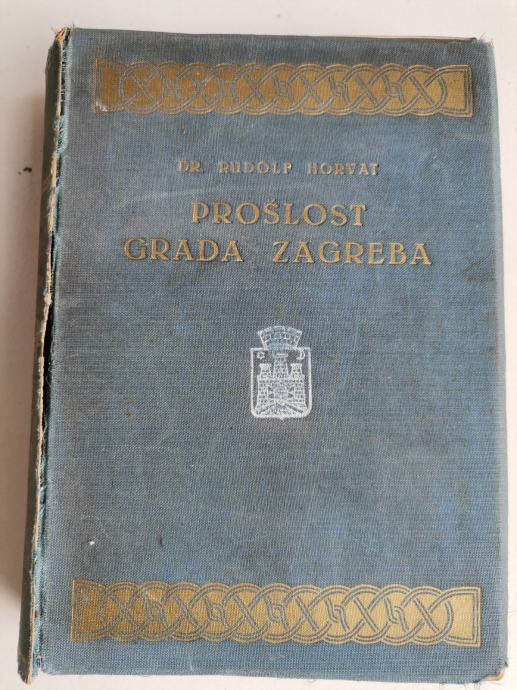 DR. RUDOLF HORVAT
PROŠLOST
GRADA ZAGREBA